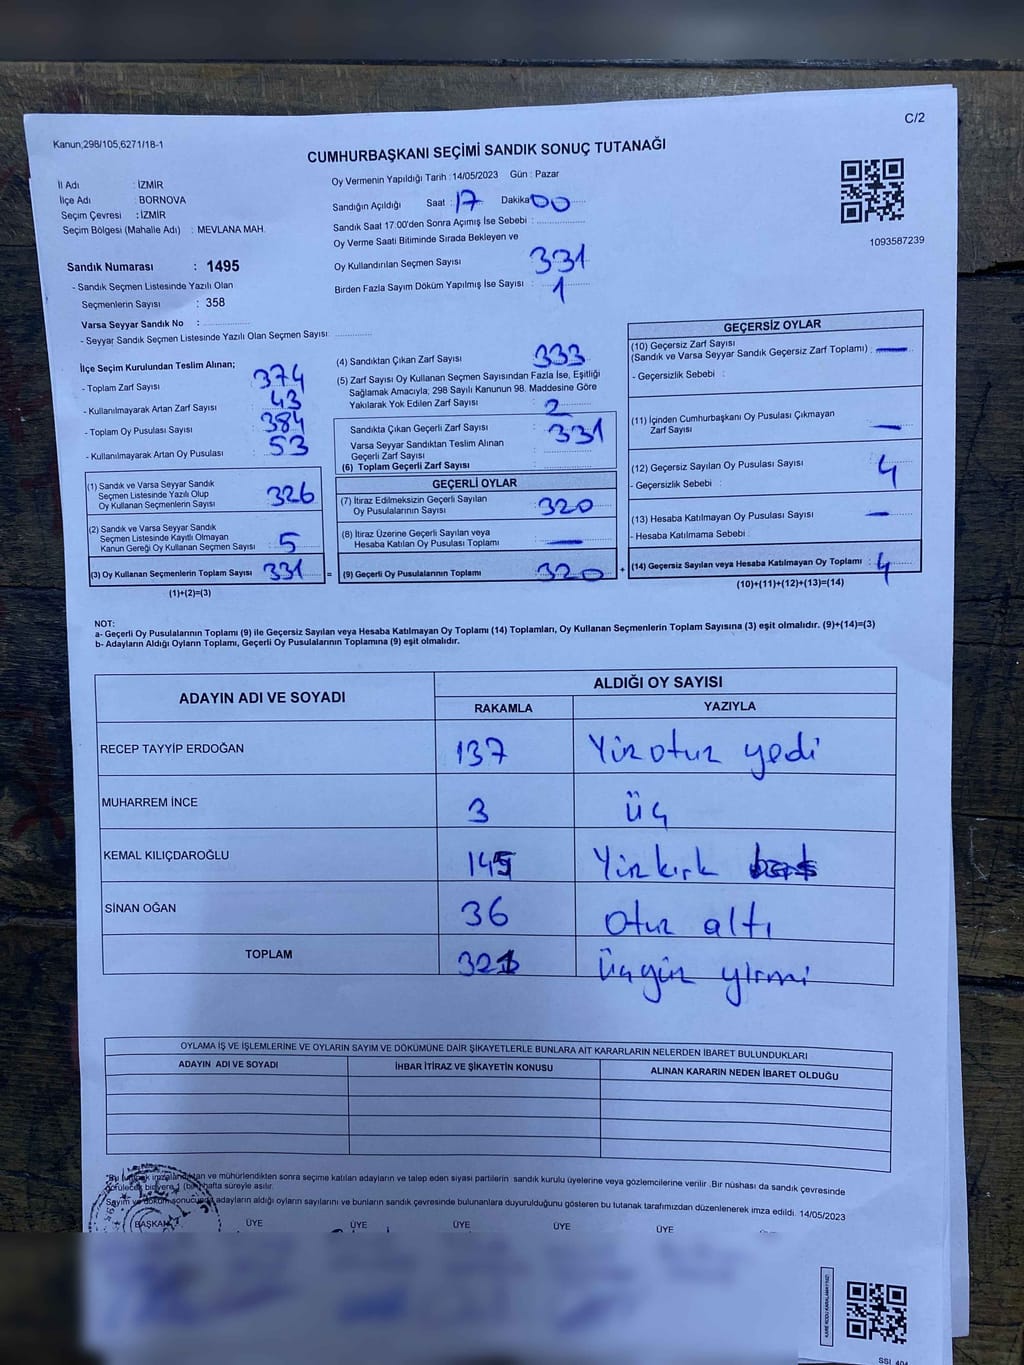 C/2
Kanun;298/105,6271/18-1
CUMHURBAŞKANI SEÇİMİ SANDIK SONUÇ TUTANAĞI
İl Adı : İZMİR
İlçe Adı : BORNOVA
Seçim Çevresi : İZMİR
Seçim Bölgesi (Mahalle Adı) : MEVLANA MAH.
Oy Vermenin Yapıldığı Tarih : 14/05/2023 Gün : Pazar
Sandığın Açıldığı Saat : 17 Dakika 00
Sandık Saat 17:00'den Sonra Açımış İse Sebebi :
Oy Verme Saati Bitiminde Sırada Bekleyen ve
Oy Kullandırılan Seçmen Sayısı 331
Birden Fazla Sayım Döküm Yapılmış İse Sayısı : 1
1093587239
Sandık Numarası : 1495
- Sandık Seçmen Listesinde Yazılı Olan
Seçmenlerin Sayısı : 358
Varsa Seyyar Sandık No :
- Seyyar Sandık Seçmen Listesinde Yazılı Olan Seçmen Sayısı
İlçe Seçim Kurulundan Teslim Alınan;
- Toplam Zarf Sayısı 374
- Kullanılmayarak Artan Zarf Sayısı 43
- Toplam Oy Pusulası Sayısı 384
- Kullanılmayarak Artan Oy Pusulası 53
(1) Sandık ve Varsa Seyyar Sandık
Seçmen Listesinde Yazılı Olup
Oy Kullanan Seçmenlerin Sayısı 326
(2) Sandık ve Varsa Seyyar Sandık
Seçmen Listesinde Kayıtlı Olmayan
Kanun Gereği Oy Kullanan Seçmen Sayısı 5
(3) Oy Kullanan Seçmenlerin Toplam Sayısı 331 =
(1)+(2)=(3)
(4) Sandıktan Çıkan Zarf Sayısı 333
(5) Zarf Sayısı Oy Kullanan Seçmen Sayısından Fazla İse, Eşitliği
Sağlamak Amacıyla; 298 Sayılı Kanunun 98. Maddesine Göre
Yakılarak Yok Edilen Zarf Sayısı 2
Sandıkta Çıkan Geçerli Zarf Sayısı 331
Varsa Seyyar Sandıktan Teslim Alınan
Geçerli Zarf Sayısı
(6) Toplam Geçerli Zarf Sayısı
GEÇERLİ OYLAR
(7) İtiraz Edilmeksizin Geçerli Sayılan
Oy Pusulalarının Sayısı 320
(8) İtiraz Üzerine Geçerli Sayılan veya
Hesaba Katılan Oy Pusulası Toplamı —
(9) Geçerli Oy Pusulalarının Toplamı 320 +
GEÇERSİZ OYLAR
(10) Geçersiz Zarf Sayısı
(Sandık ve Varsa Seyyar Sandık Geçersiz Zarf Toplamı) : —
- Geçersizlik Sebebi :
(11) İçinden Cumhurbaşkanı Oy Pusulası Çıkmayan
Zarf Sayısı —
(12) Geçersiz Sayılan Oy Pusulası Sayısı 4
- Geçersizlik Sebebi :
(13) Hesaba Katılmayan Oy Pusulası Sayısı —
- Hesaba Katılmama Sebebi :
(14) Geçersiz Sayılan veya Hesaba Katılmayan Oy Toplamı : 4
(10)+(11)+(12)+(13)=(14)
NOT:
a- Geçerli Oy Pusulalarının Toplamı (9) ile Geçersiz Sayılan veya Hesaba Katılmayan Oy Toplamı (14) Toplamları, Oy Kullanan Seçmenlerin Toplam Sayısına (3) eşit olmalıdır. (9)+(14)=(3)
b- Adayların Aldığı Oyların Toplamı, Geçerli Oy Pusulalarının Toplamına (9) eşit olmalıdır.
ADAYIN ADI VE SOYADI ALDIĞI OY SAYISI
RAKAMLA YAZIYLA
RECEP TAYYİP ERDOĞAN 137 Yüz otuz yedi
MUHARREM İNCE 3 üç
KEMAL KILIÇDAROĞLU Yüz kırk
SİNAN OĞAN 36 otuz altı
TOPLAM üçyüz yirmi
OYLAMA İŞ VE İŞLEMLERİNE VE OYLARIN SAYIM VE DÖKÜMÜNE DAİR ŞİKAYETLERLE BUNLARA AİT KARARLARIN NELERDEN İBARET BULUNDUKLARI
ADAYIN ADI VE SOYADI İHBAR İTİRAZ VE ŞİKAYETİN KONUSU ALINAN KARARIN NEDEN İBARET OLDUĞU
ve mühürlendikten sonra seçime katılan adayların ve talep eden siyasi partilerin sandık kurulu üyelerine veya gözlemcilerine verilir .Bir nüshası da sandık çevresinde
1 (bir) hafta süreyle asılır.
Sayım ve döküm sonucunda adayların aldığı oyların sayılarını ve bunların sandık çevresinde bulunanlara duyurulduğunu gösteren bu tutanak tarafımızdan düzenlenerek imza edildi. 14/05/2023
BAŞKAN ÜYE ÜYE ÜYE ÜYE ÜYE